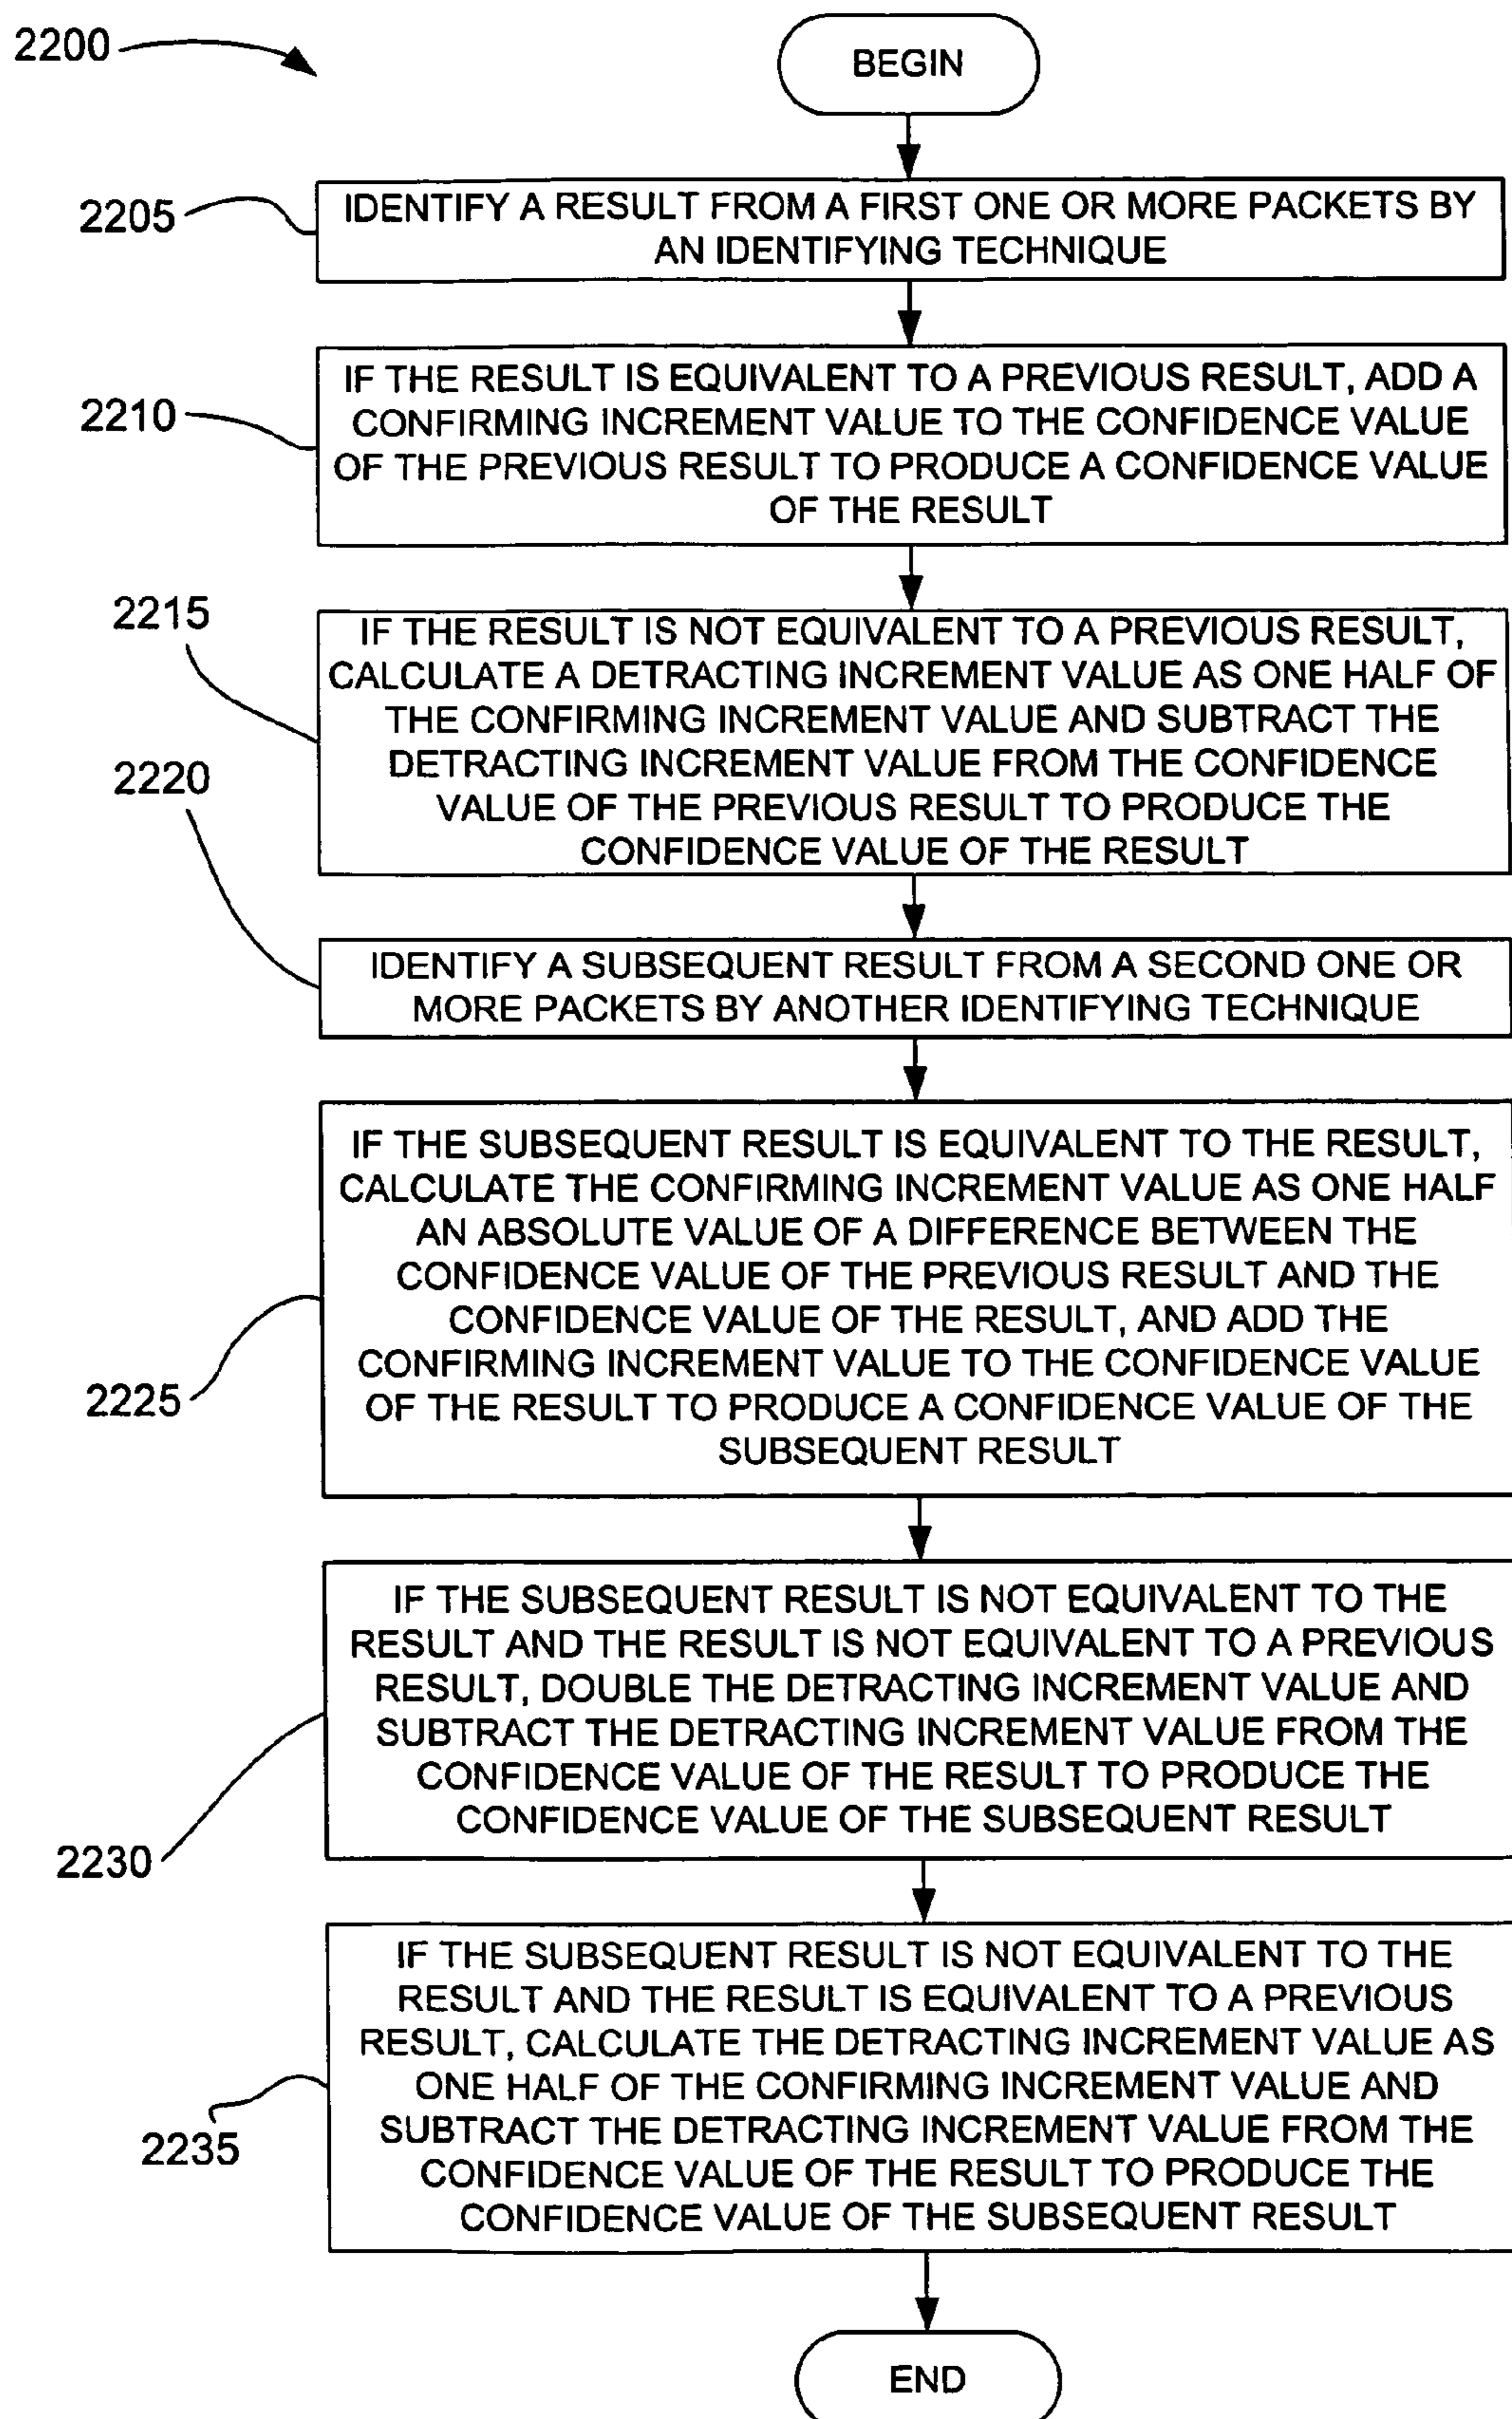 2200
BEGIN
2205
IDENTIFY A RESULT FROM A FIRST ONE OR MORE PACKETS BY
AN IDENTIFYING TECHNIQUE
2210
IF THE RESULT IS EQUIVALENT TO A PREVIOUS RESULT, ADD A
CONFIRMING INCREMENT VALUE TO THE CONFIDENCE VALUE
OF THE PREVIOUS RESULT TO PRODUCE A CONFIDENCE VALUE
OF THE RESULT
2215
IF THE RESULT IS NOT EQUIVALENT TO A PREVIOUS RESULT,
CALCULATE A DETRACTING INCREMENT VALUE AS ONE HALF OF
THE CONFIRMING INCREMENT VALUE AND SUBTRACT THE
DETRACTING INCREMENT VALUE FROM THE CONFIDENCE
VALUE OF THE PREVIOUS RESULT TO PRODUCE THE
CONFIDENCE VALUE OF THE RESULT
2220
IDENTIFY A SUBSEQUENT RESULT FROM A SECOND ONE OR
MORE PACKETS BY ANOTHER IDENTIFYING TECHNIQUE
2225
IF THE SUBSEQUENT RESULT IS EQUIVALENT TO THE RESULT,
CALCULATE THE CONFIRMING INCREMENT VALUE AS ONE HALF
AN ABSOLUTE VALUE OF A DIFFERENCE BETWEEN THE
CONFIDENCE VALUE OF THE PREVIOUS RESULT AND THE
CONFIDENCE VALUE OF THE RESULT, AND ADD THE
CONFIRMING INCREMENT VALUE TO THE CONFIDENCE VALUE
OF THE RESULT TO PRODUCE A CONFIDENCE VALUE OF THE
SUBSEQUENT RESULT
2230
IF THE SUBSEQUENT RESULT IS NOT EQUIVALENT TO THE
RESULT AND THE RESULT IS NOT EQUIVALENT TO A PREVIOUS
RESULT, DOUBLE THE DETRACTING INCREMENT VALUE AND
SUBTRACT THE DETRACTING INCREMENT VALUE FROM THE
CONFIDENCE VALUE OF THE RESULT TO PRODUCE THE
CONFIDENCE VALUE OF THE SUBSEQUENT RESULT
2235
IF THE SUBSEQUENT RESULT IS NOT EQUIVALENT TO THE
RESULT AND THE RESULT IS EQUIVALENT TO A PREVIOUS
RESULT, CALCULATE THE DETRACTING INCREMENT VALUE AS
ONE HALF OF THE CONFIRMING INCREMENT VALUE AND
SUBTRACT THE DETRACTING INCREMENT VALUE FROM THE
CONFIDENCE VALUE OF THE RESULT TO PRODUCE THE
CONFIDENCE VALUE OF THE SUBSEQUENT RESULT
END